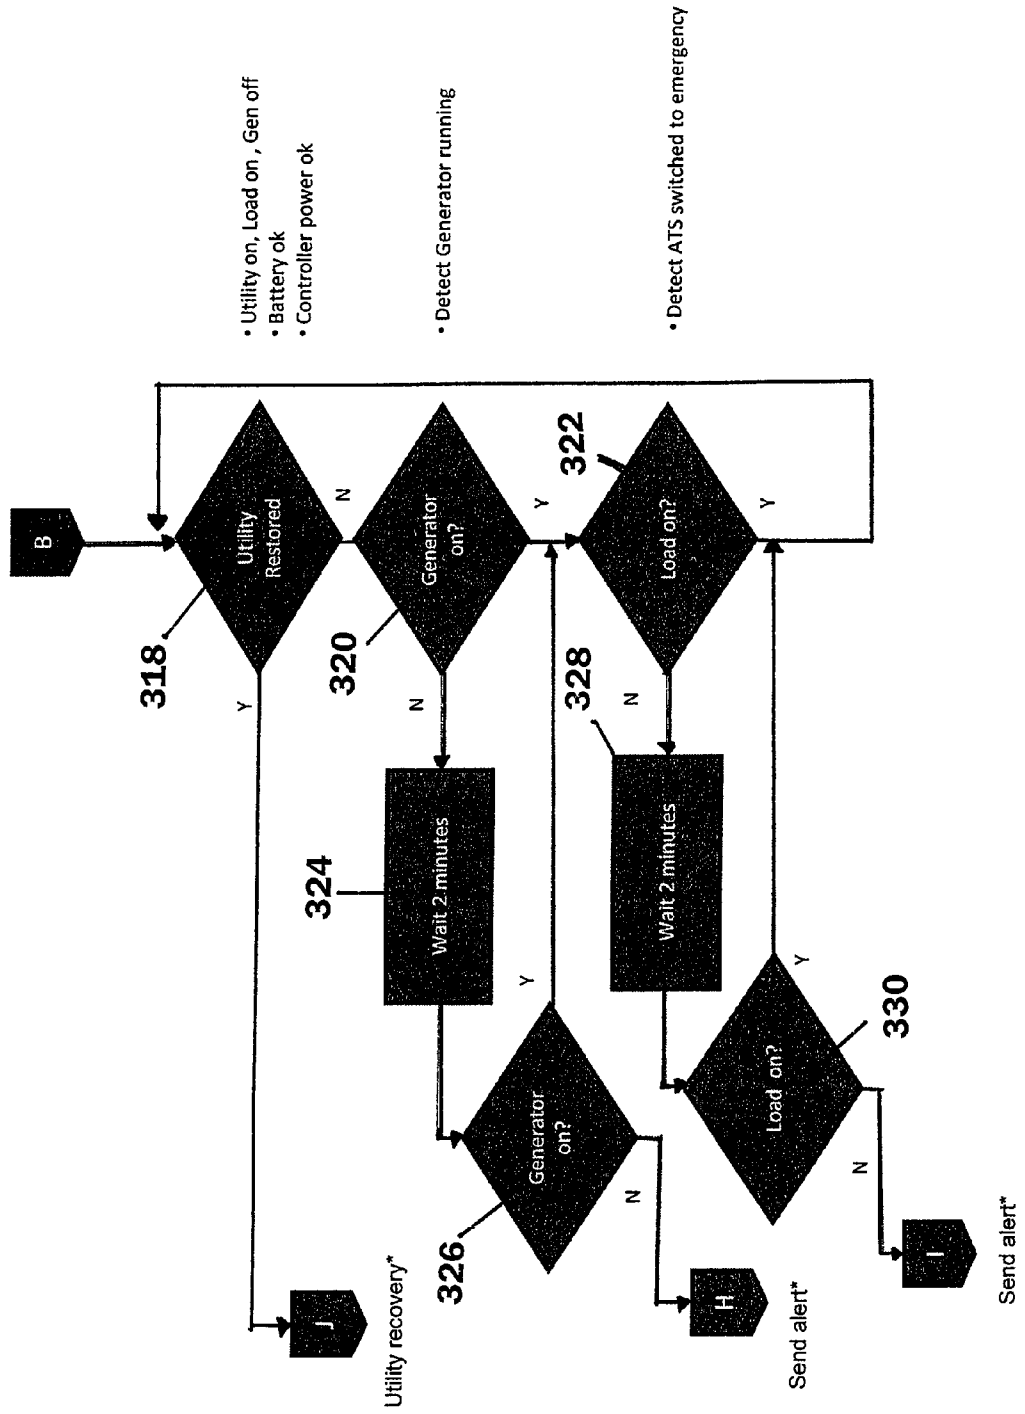 B
• Utility on, Load on , Gen off
• Battery ok
• Controller power ok
318
Utility
Restored
Y
N
J
Utility recovery*
• Detect Generator running
320
Generator
on?
N
Y
324
Wait 2 minutes
326
Generator
on?
Y
N
H
Send alert*
• Detect ATS switched to emergency
322
Load on?
N
Y
328
Wait 2 minutes
330
Load on?
Y
N
I
Send alert*